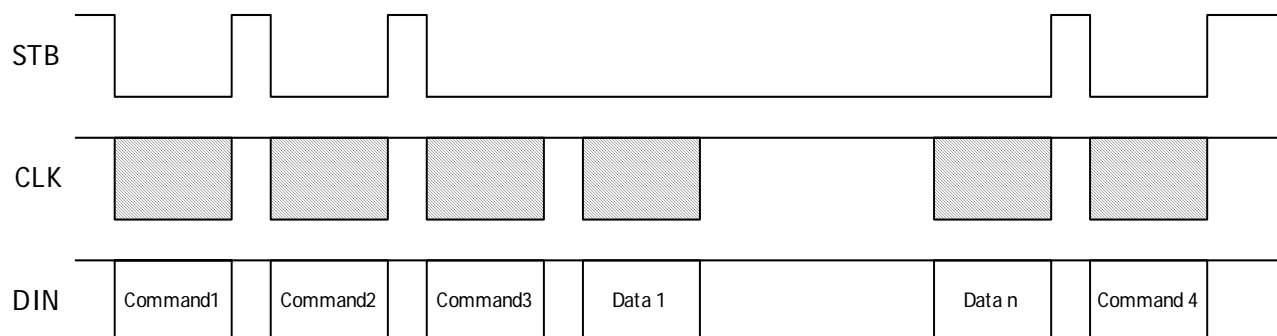 STB
CLK
DIN
Command1 Command2 Command3 Data 1 Data n Command 4